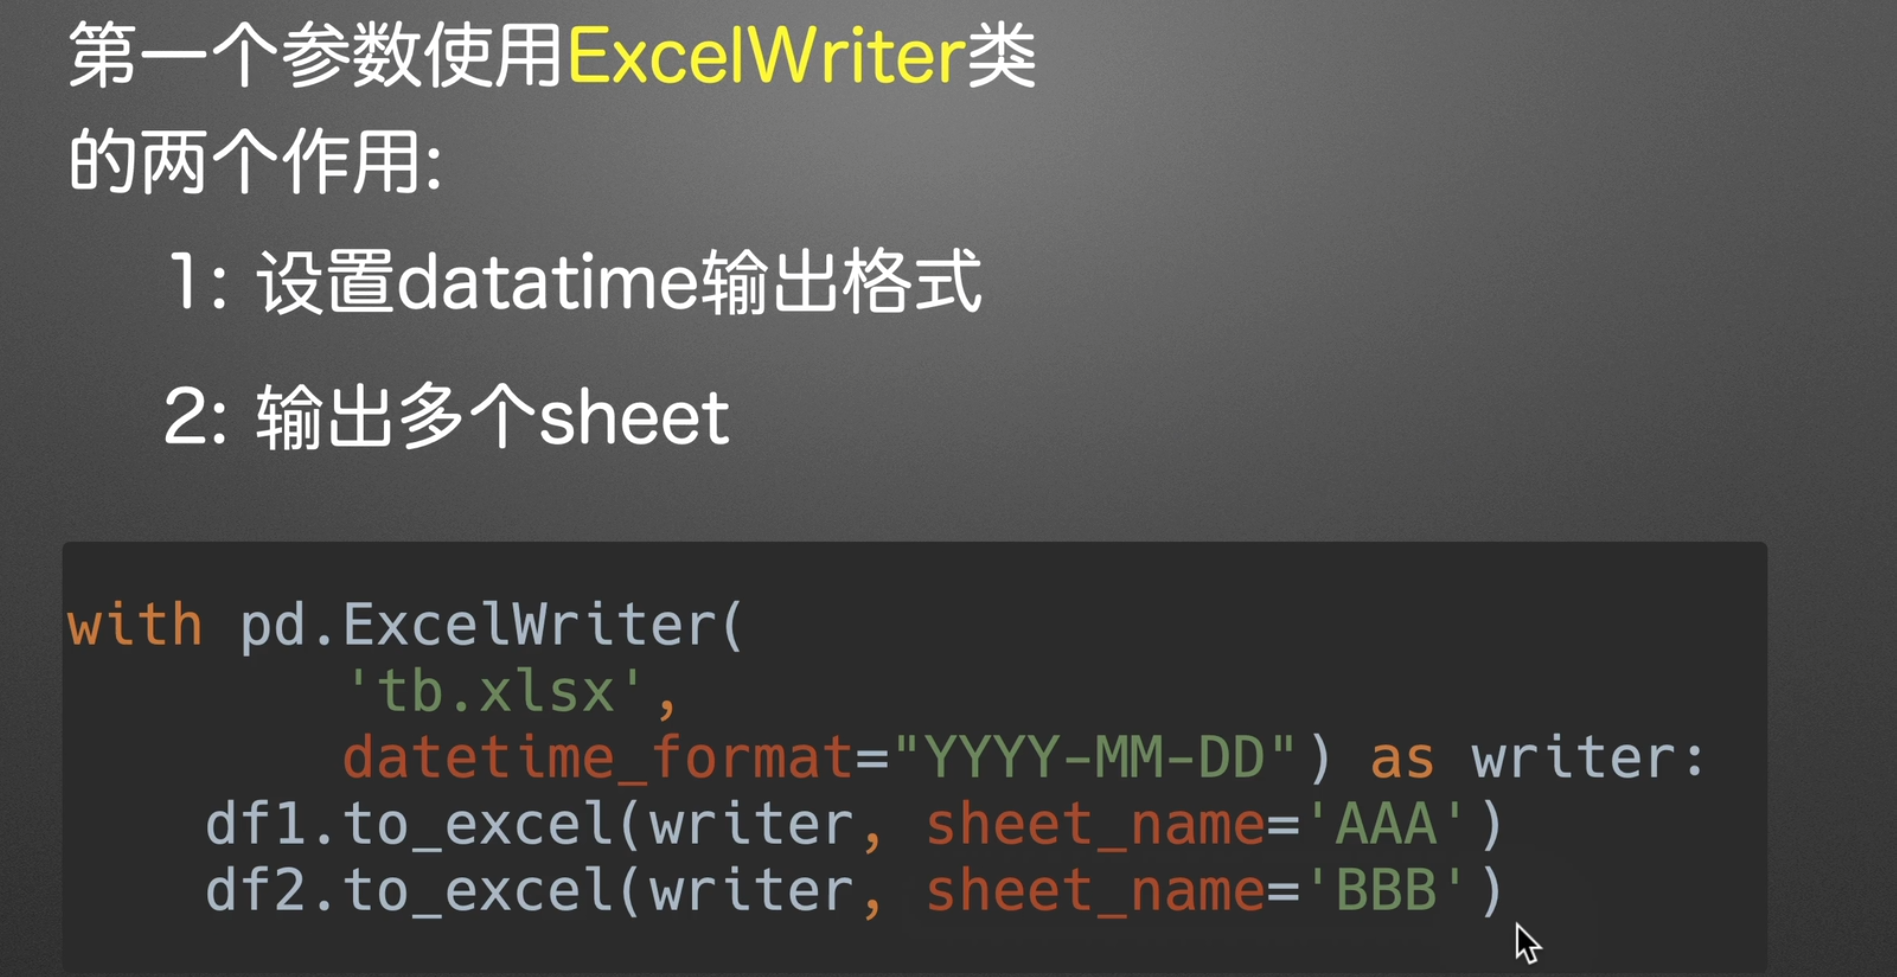 第一个参数使用ExcelWriter类
的两个作用:
1: 设置datatime输出格式
2: 输出多个sheet
with pd.ExcelWriter(
'tb.xlsx',
datetime_format="YYYY-MM-DD") as writer:
df1.to_excel(writer, sheet_name='AAA')
df2.to_excel(writer, sheet_name='BBB')